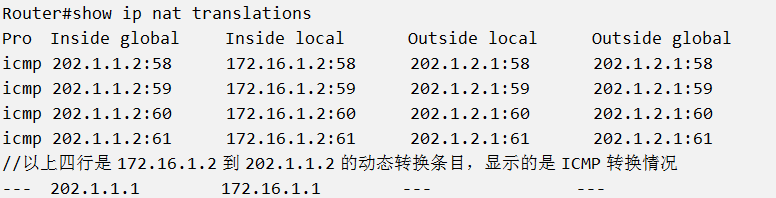 Router#show ip nat translations
Pro  Inside global     Inside local      Outside local     Outside global
icmp 202.1.1.2:58      172.16.1.2:58     202.1.2.1:58      202.1.2.1:58
icmp 202.1.1.2:59      172.16.1.2:59     202.1.2.1:59      202.1.2.1:59
icmp 202.1.1.2:60      172.16.1.2:60     202.1.2.1:60      202.1.2.1:60
icmp 202.1.1.2:61      172.16.1.2:61     202.1.2.1:61      202.1.2.1:61
//以上四行是 172.16.1.2 到 202.1.1.2 的动态转换条目，显示的是 ICMP 转换情况
---  202.1.1.1         172.16.1.1        ---               ---